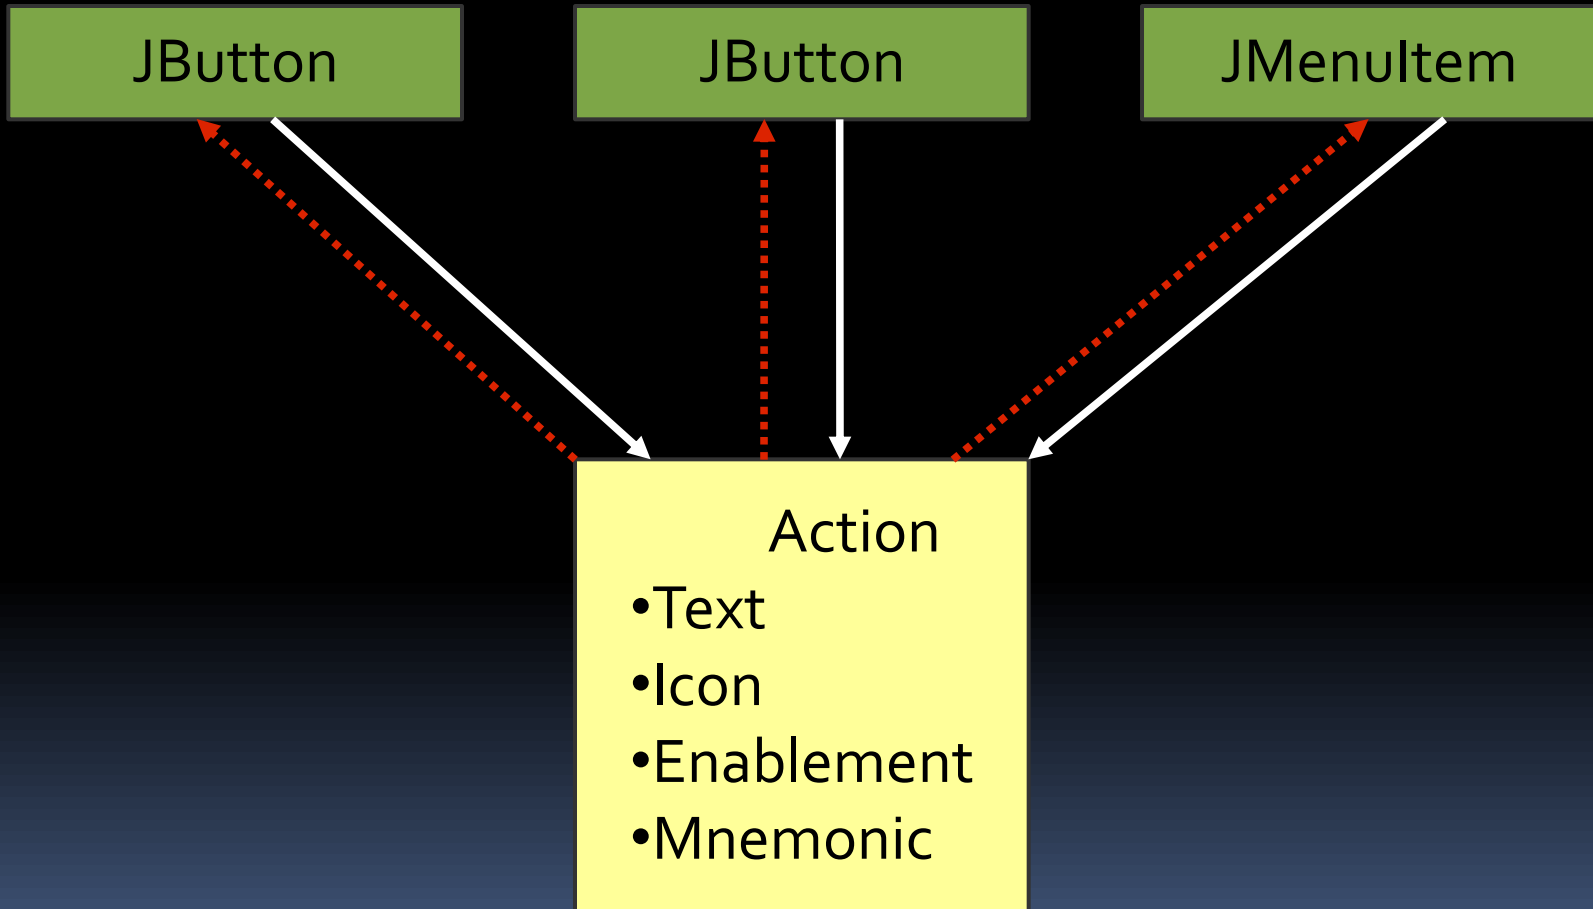 JButton
JButton
JMenuItem
Action
•Text
•Icon
•Enablement
•Mnemonic